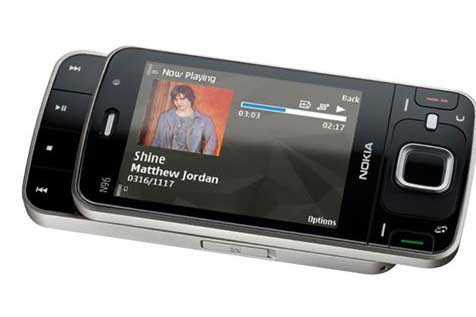 Now Playing
Back
03:03
02:17
Shine
Matthew Jordan
0316/1117
Options
NOKIA
N96